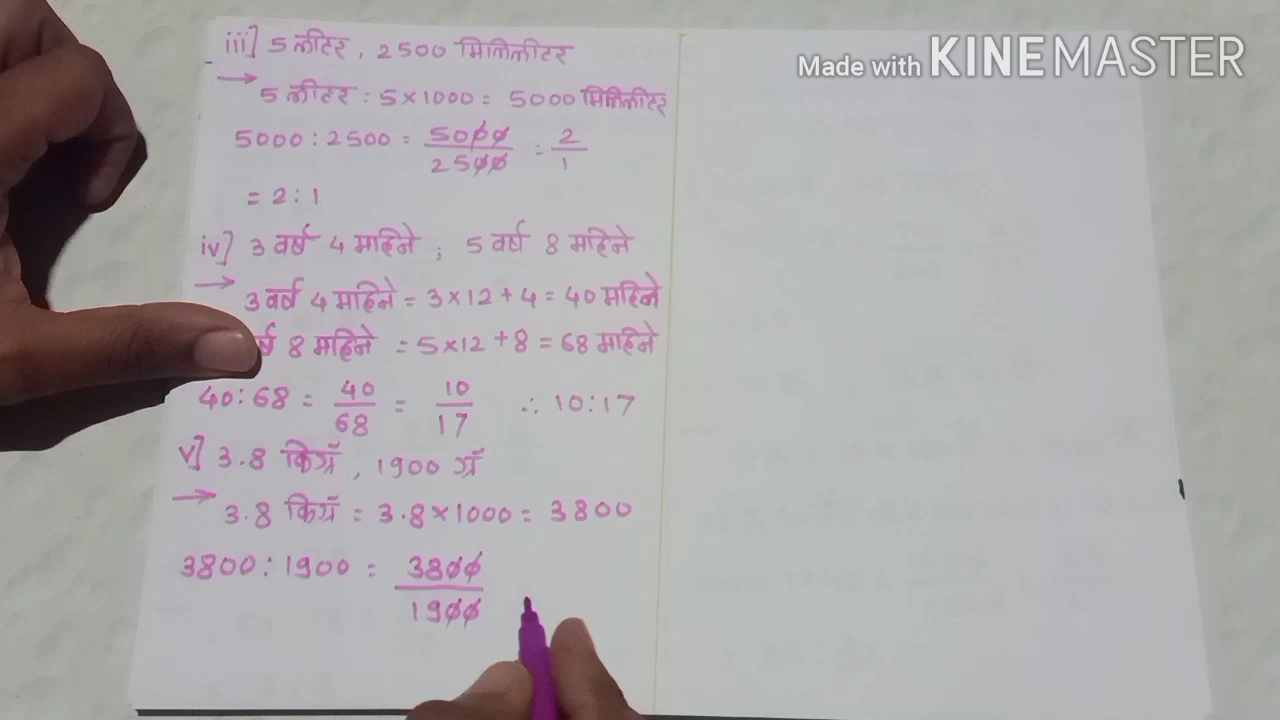 Made with KINEMASTER
iii] 5 लीटर, 2500 मिलिलीटर
→ 5 लीटर : 5×1000 = 5000 मिलिलीटर
5000 : 2500 = 5000/2500 = 2/1
= 2:1
iv] 3 वर्ष 4 महिने ; 5 वर्ष 8 महिने
→ 3 वर्ष 4 महिने = 3×12+4 = 40 महिने
8 महिने = 5×12+8 = 68 महिने
40:68 = 40/68 = 10/17 ∴ 10:17
v] 3.8 किग्रॅ, 1900 ग्रॅ
→ 3.8 किग्रॅ = 3.8×1000 = 3800
3800:1900 = 3800/1900